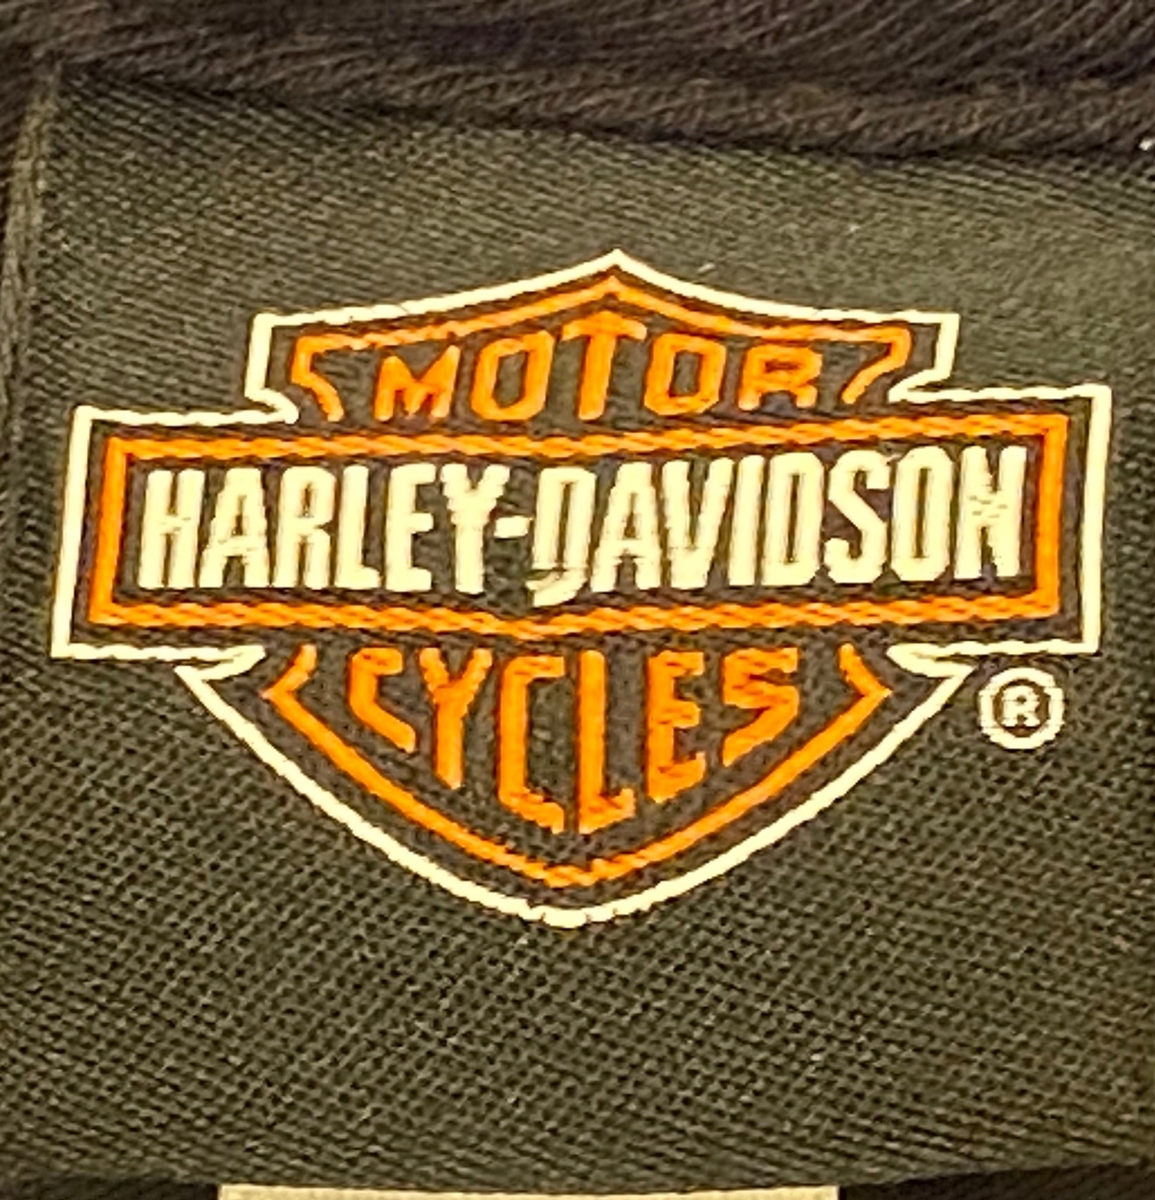 MOTOR
HARLEY-DAVIDSON
CYCLES
®